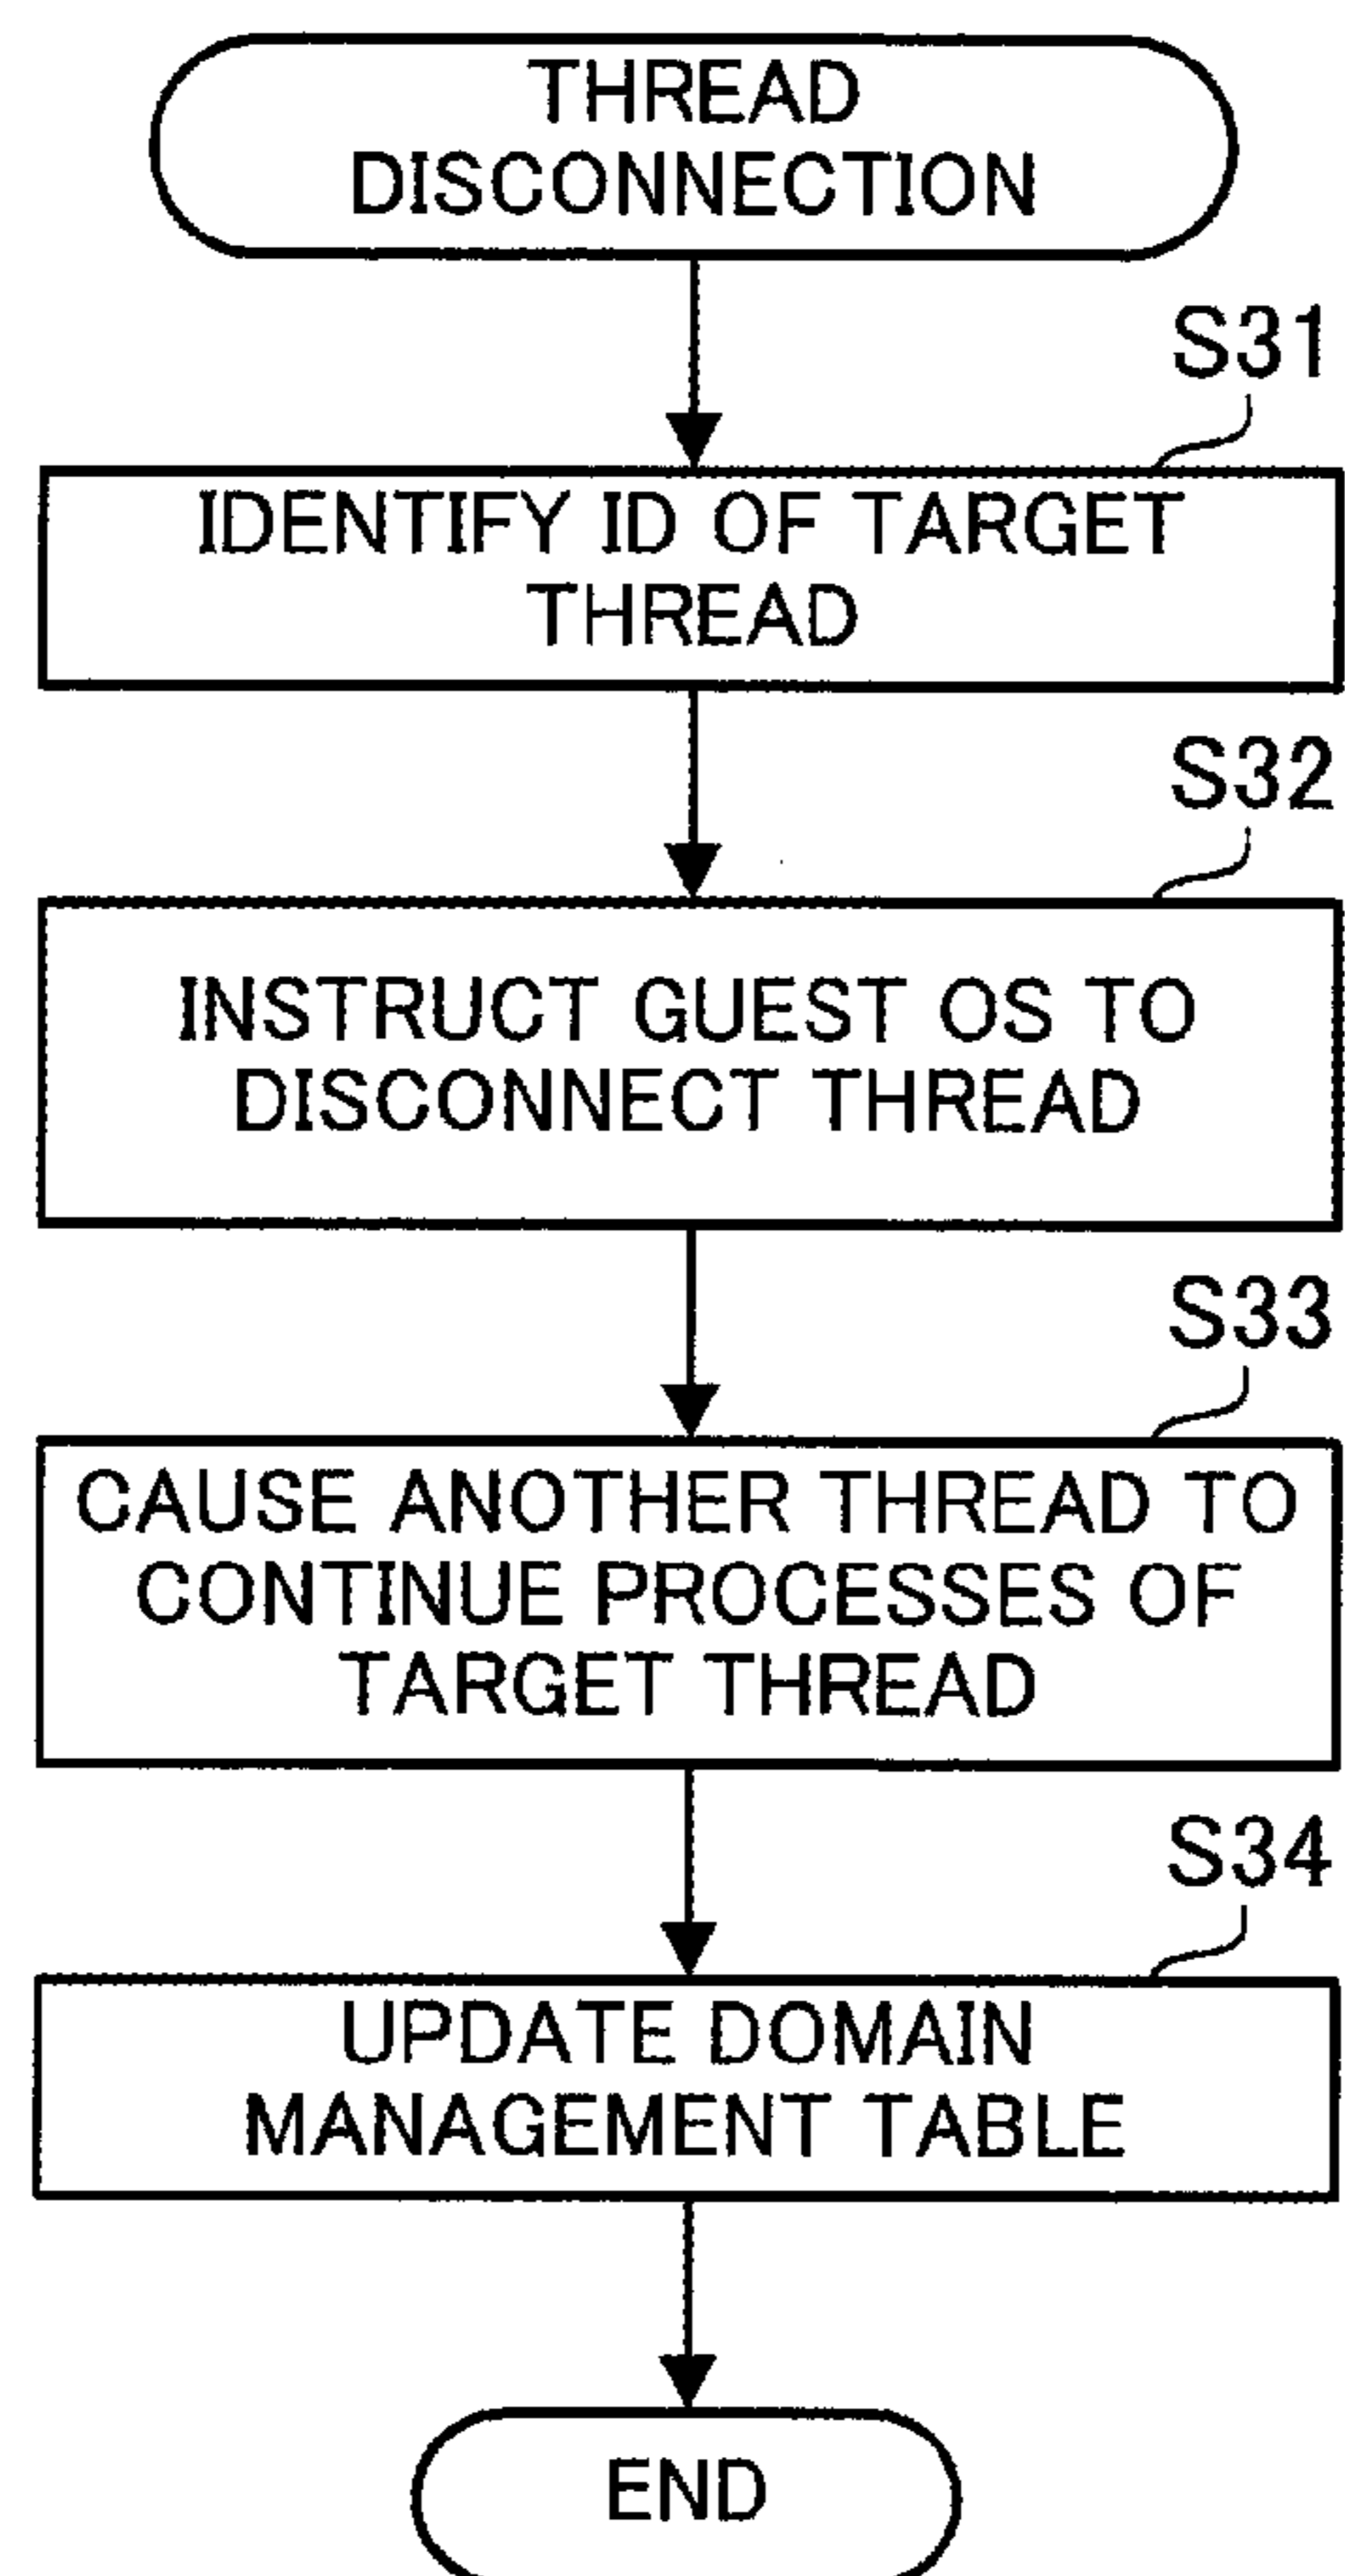 THREAD
DISCONNECTION
S31
IDENTIFY ID OF TARGET
THREAD
S32
INSTRUCT GUEST OS TO
DISCONNECT THREAD
S33
CAUSE ANOTHER THREAD TO
CONTINUE PROCESSES OF
TARGET THREAD
S34
UPDATE DOMAIN
MANAGEMENT TABLE
END